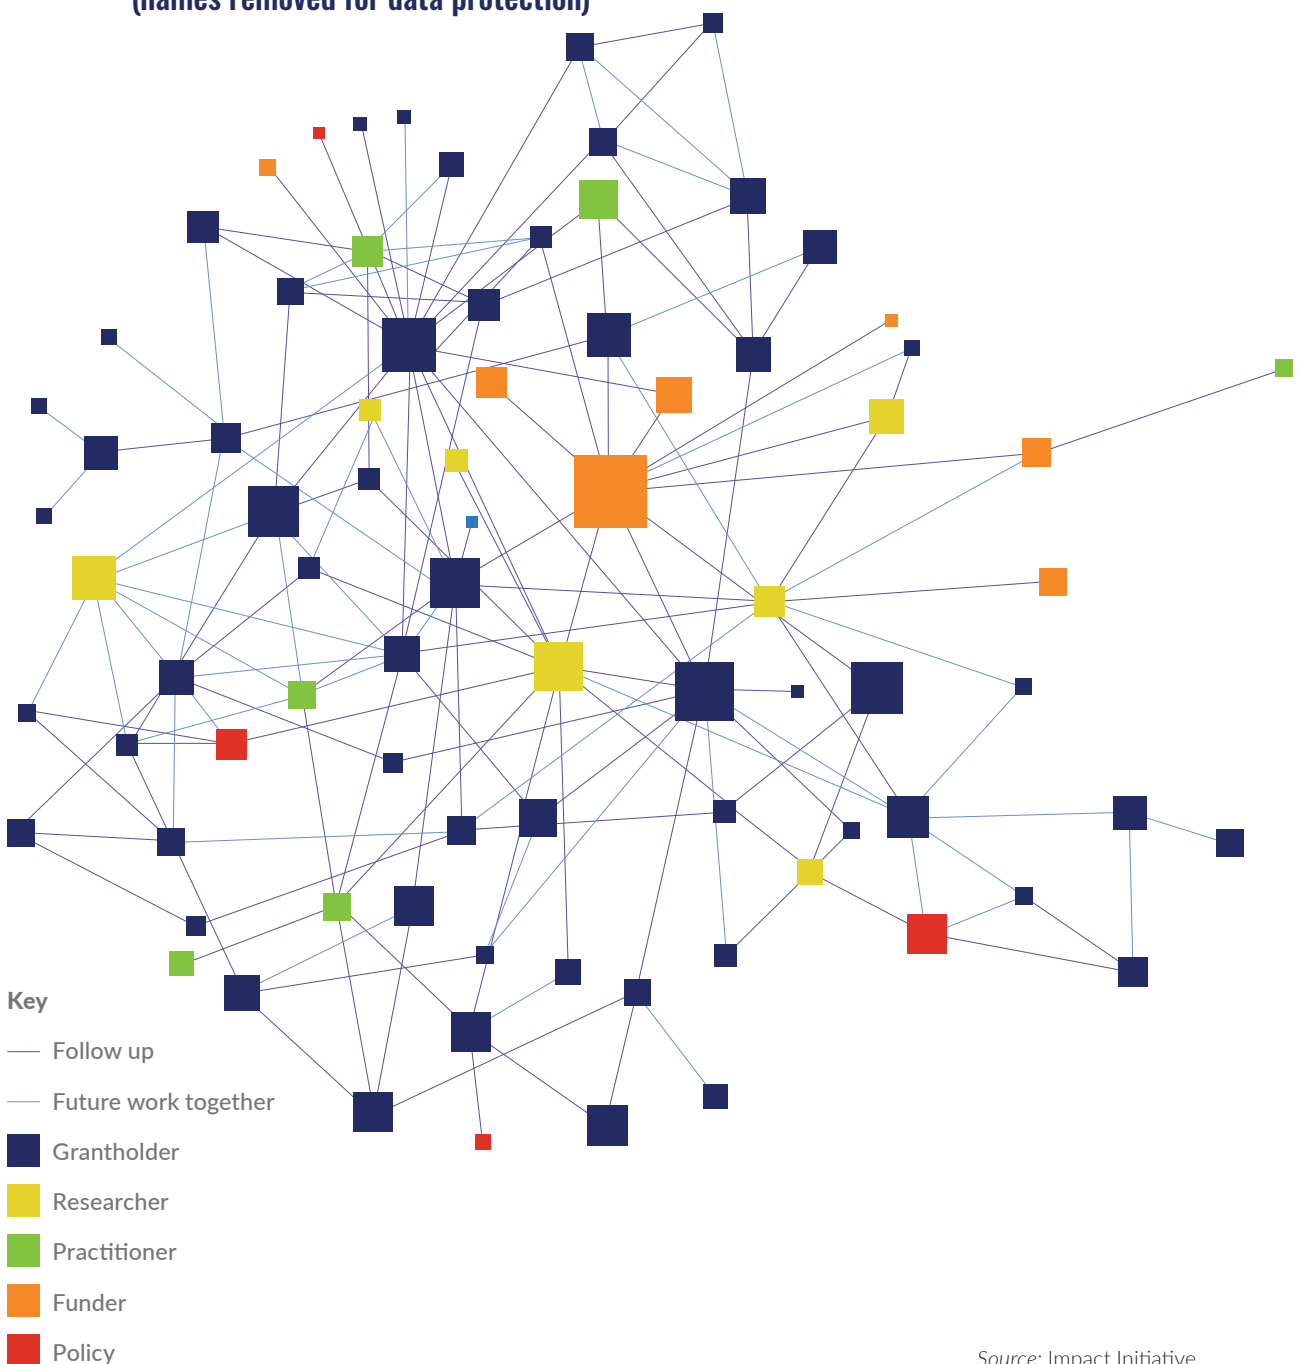 (names removed for data protection)
Key
Follow up
Future work together
Grantholder
Researcher
Practitioner
Funder
Policy
Source: Impact Initiative